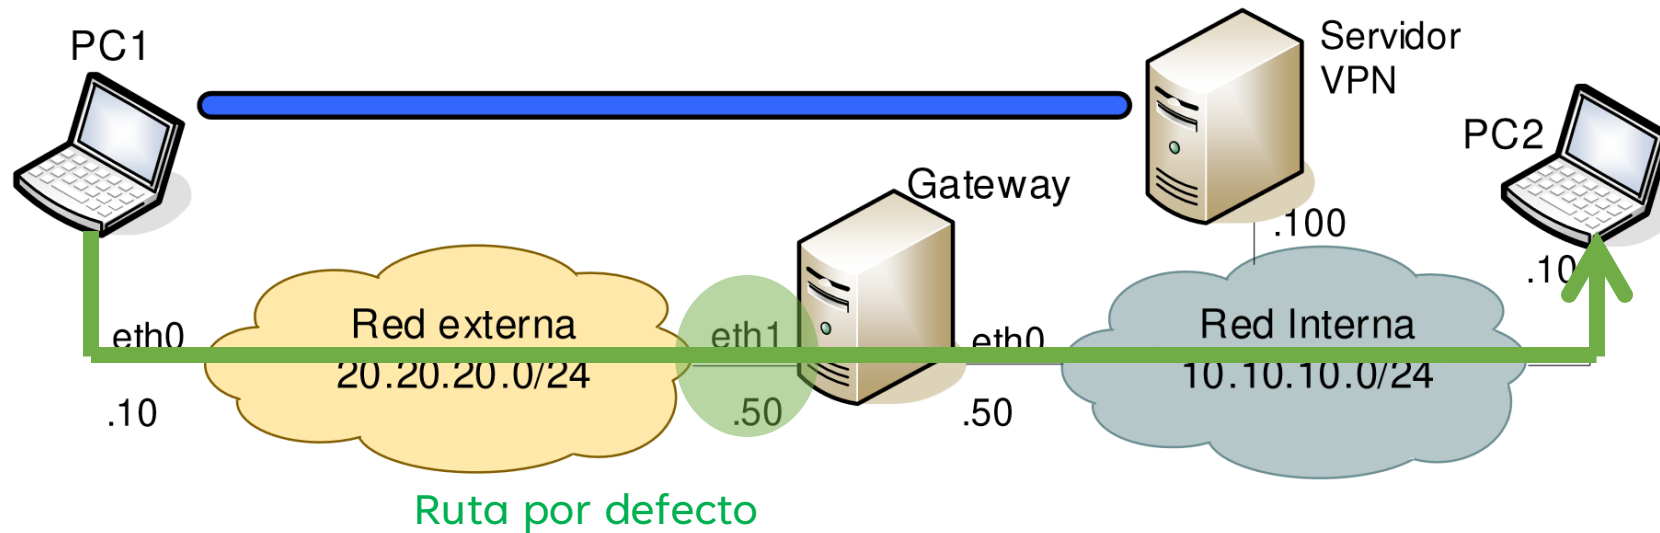 PC1
Servidor
VPN
PC2
Gateway
.100
.10
eth0
Red externa
20.20.20.0/24
.10
eth1
.50
eth0
.50
Red Interna
10.10.10.0/24
Ruta por defecto